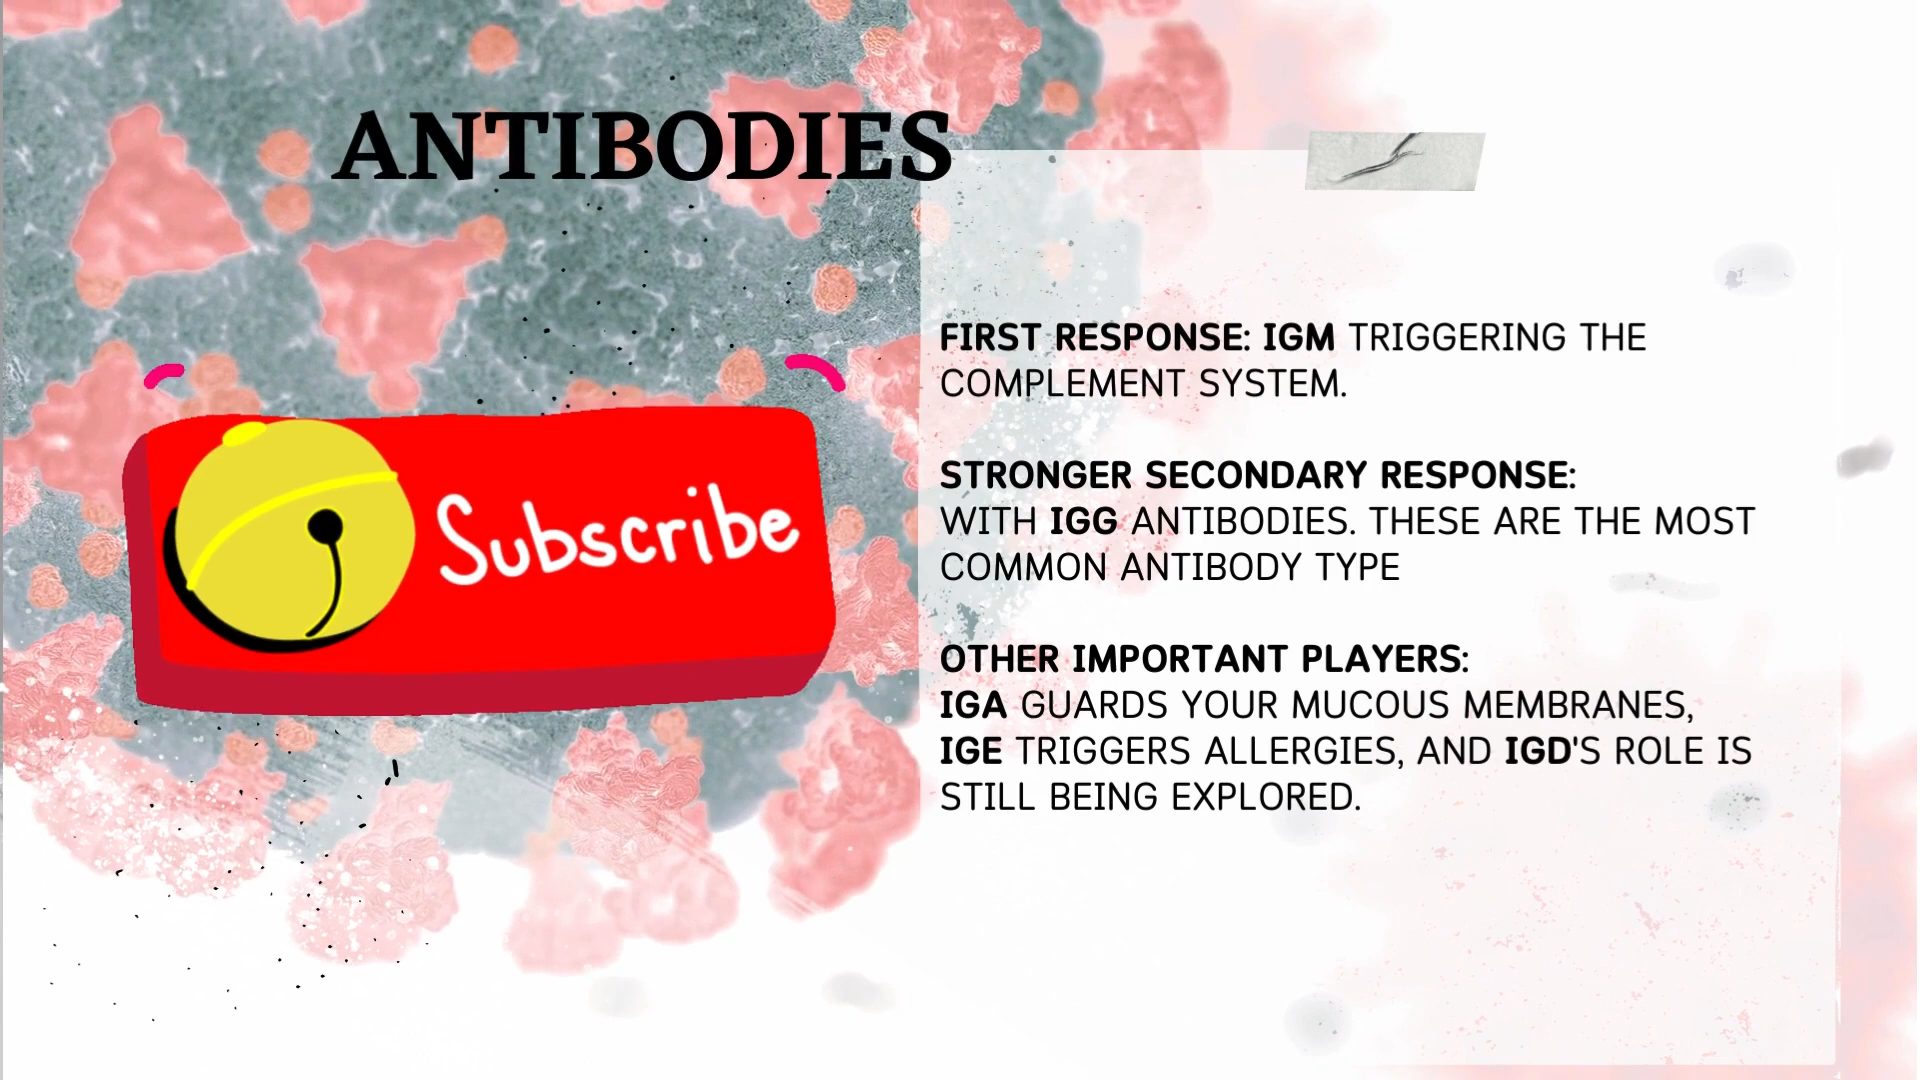 ANTIBODIES
Subscribe
FIRST RESPONSE: IGM TRIGGERING THE
COMPLEMENT SYSTEM.
STRONGER SECONDARY RESPONSE:
WITH IGG ANTIBODIES. THESE ARE THE MOST
COMMON ANTIBODY TYPE
OTHER IMPORTANT PLAYERS:
IGA GUARDS YOUR MUCOUS MEMBRANES,
IGE TRIGGERS ALLERGIES, AND IGD'S ROLE IS
STILL BEING EXPLORED.